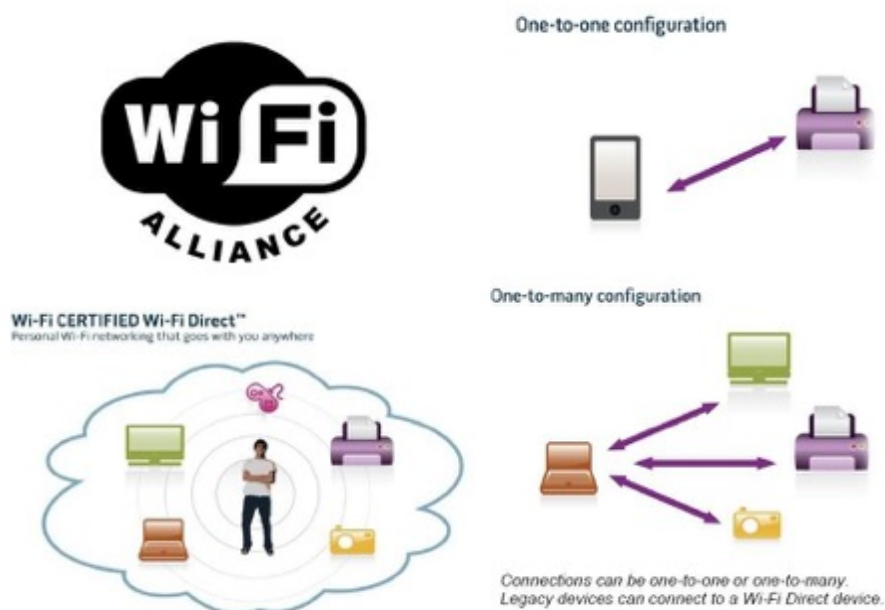 Wi Fi
ALLIANCE
One-to-one configuration
Wi-Fi CERTIFIED Wi-Fi Direct™
Personal Wi-Fi networking that goes with you anywhere
One-to-many configuration
Connections can be one-to-one or one-to-many.
Legacy devices can connect to a Wi-Fi Direct device.